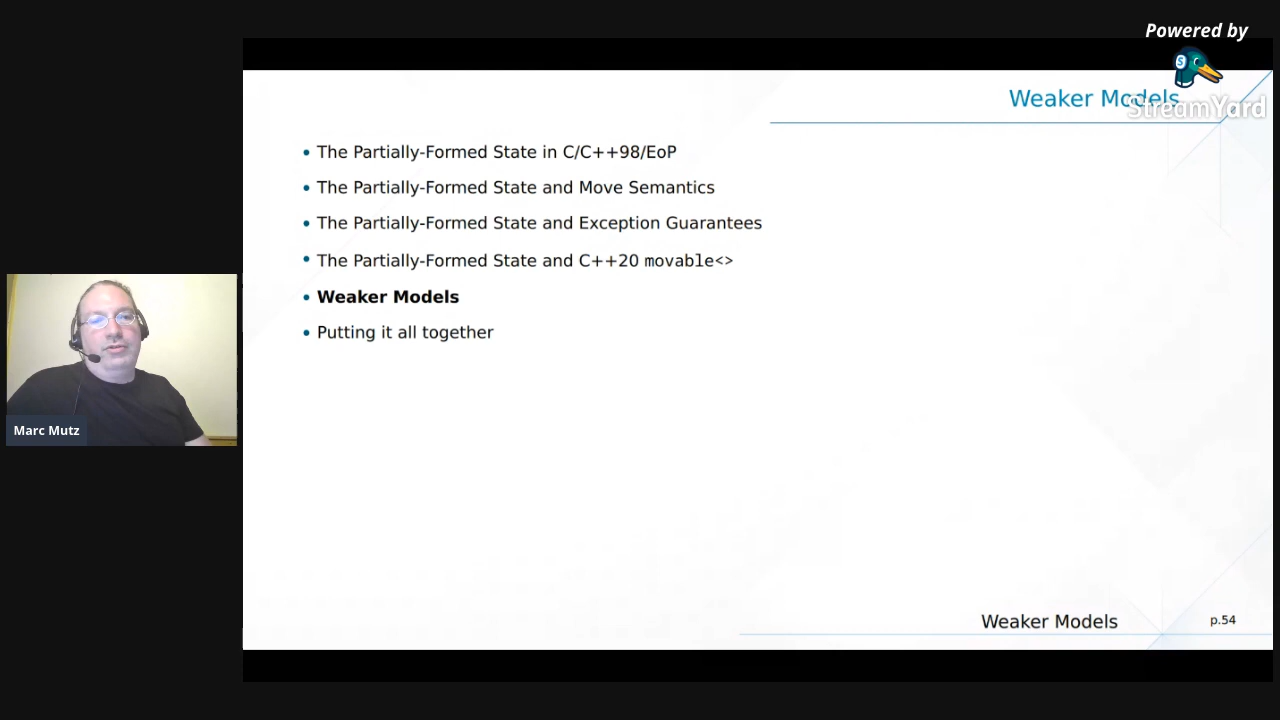 Powered by
StreamYard
Weaker Models
• The Partially-Formed State in C/C++98/EoP
• The Partially-Formed State and Move Semantics
• The Partially-Formed State and Exception Guarantees
• The Partially-Formed State and C++20 movable<>
• Weaker Models
• Putting it all together
Marc Mutz
Weaker Models
p.54